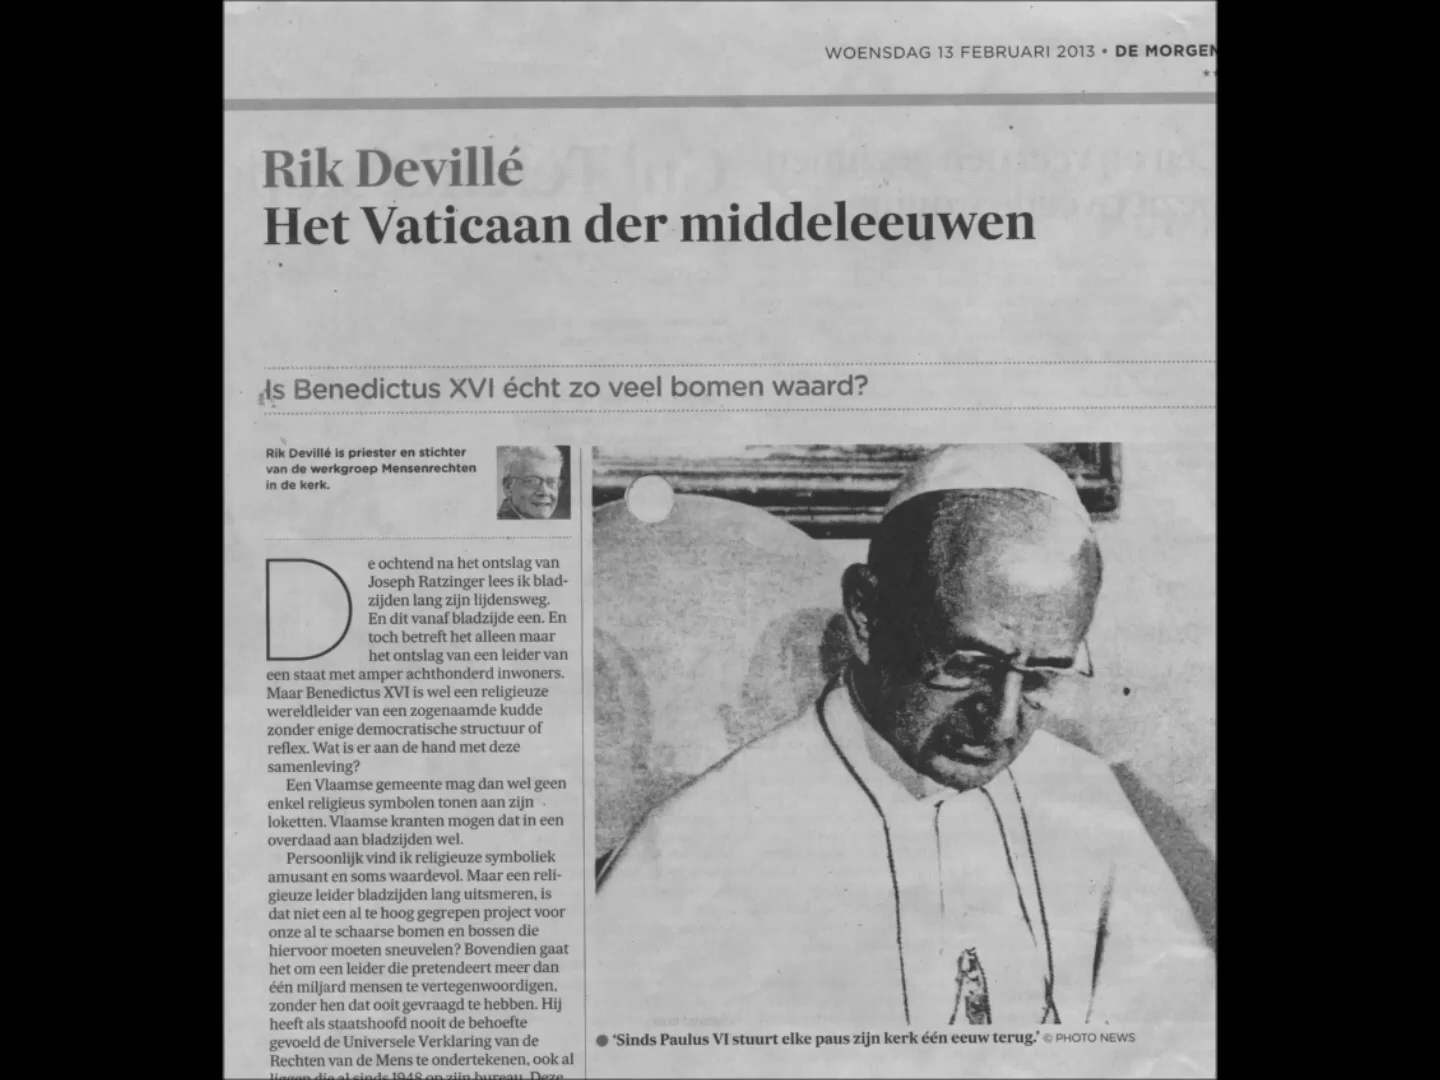 WOENSDAG 13 FEBRUARI 2013 • DE MORGEN
Rik Devillé
Het Vaticaan der middeleeuwen
Is Benedictus XVI écht zo veel bomen waard?
Rik Devillé is priester en stichter
van de werkgroep Mensenrechten
in de kerk.
De ochtend na het ontslag van
Joseph Ratzinger lees ik blad-
zijden lang zijn lijdensweg.
En dit vanaf bladzijde een. En
toch betreft het alleen maar
het ontslag van een leider van
een staat met amper achthonderd inwoners.
Maar Benedictus XVI is wel een religieuze
wereldleider van een zogenaamde kudde
zonder enige democratische structuur of
reflex. Wat is er aan de hand met deze
samenleving?
Een Vlaamse gemeente mag dan wel geen
enkel religieus symbolen tonen aan zijn
loketten. Vlaamse kranten mogen dat in een
overdaad aan bladzijden wel.
Persoonlijk vind ik religieuze symboliek
amusant en soms waardevol. Maar een reli-
gieuze leider bladzijden lang uitsmeren, is
dat niet een al te hoog gegrepen project voor
onze al te schaarse bomen en bossen die
hiervoor moeten sneuvelen? Bovendien gaat
het om een leider die pretendeert meer dan
één miljard mensen te vertegenwoordigen,
zonder hen dat ooit gevraagd te hebben. Hij
heeft als staatshoofd nooit de behoefte
gevoeld de Universele Verklaring van de
Rechten van de Mens te ondertekenen, ook al
liggen die al sinds 1948 op zijn bureau. Deze
● 'Sinds Paulus VI stuurt elke paus zijn kerk één eeuw terug.' © PHOTO NEWS